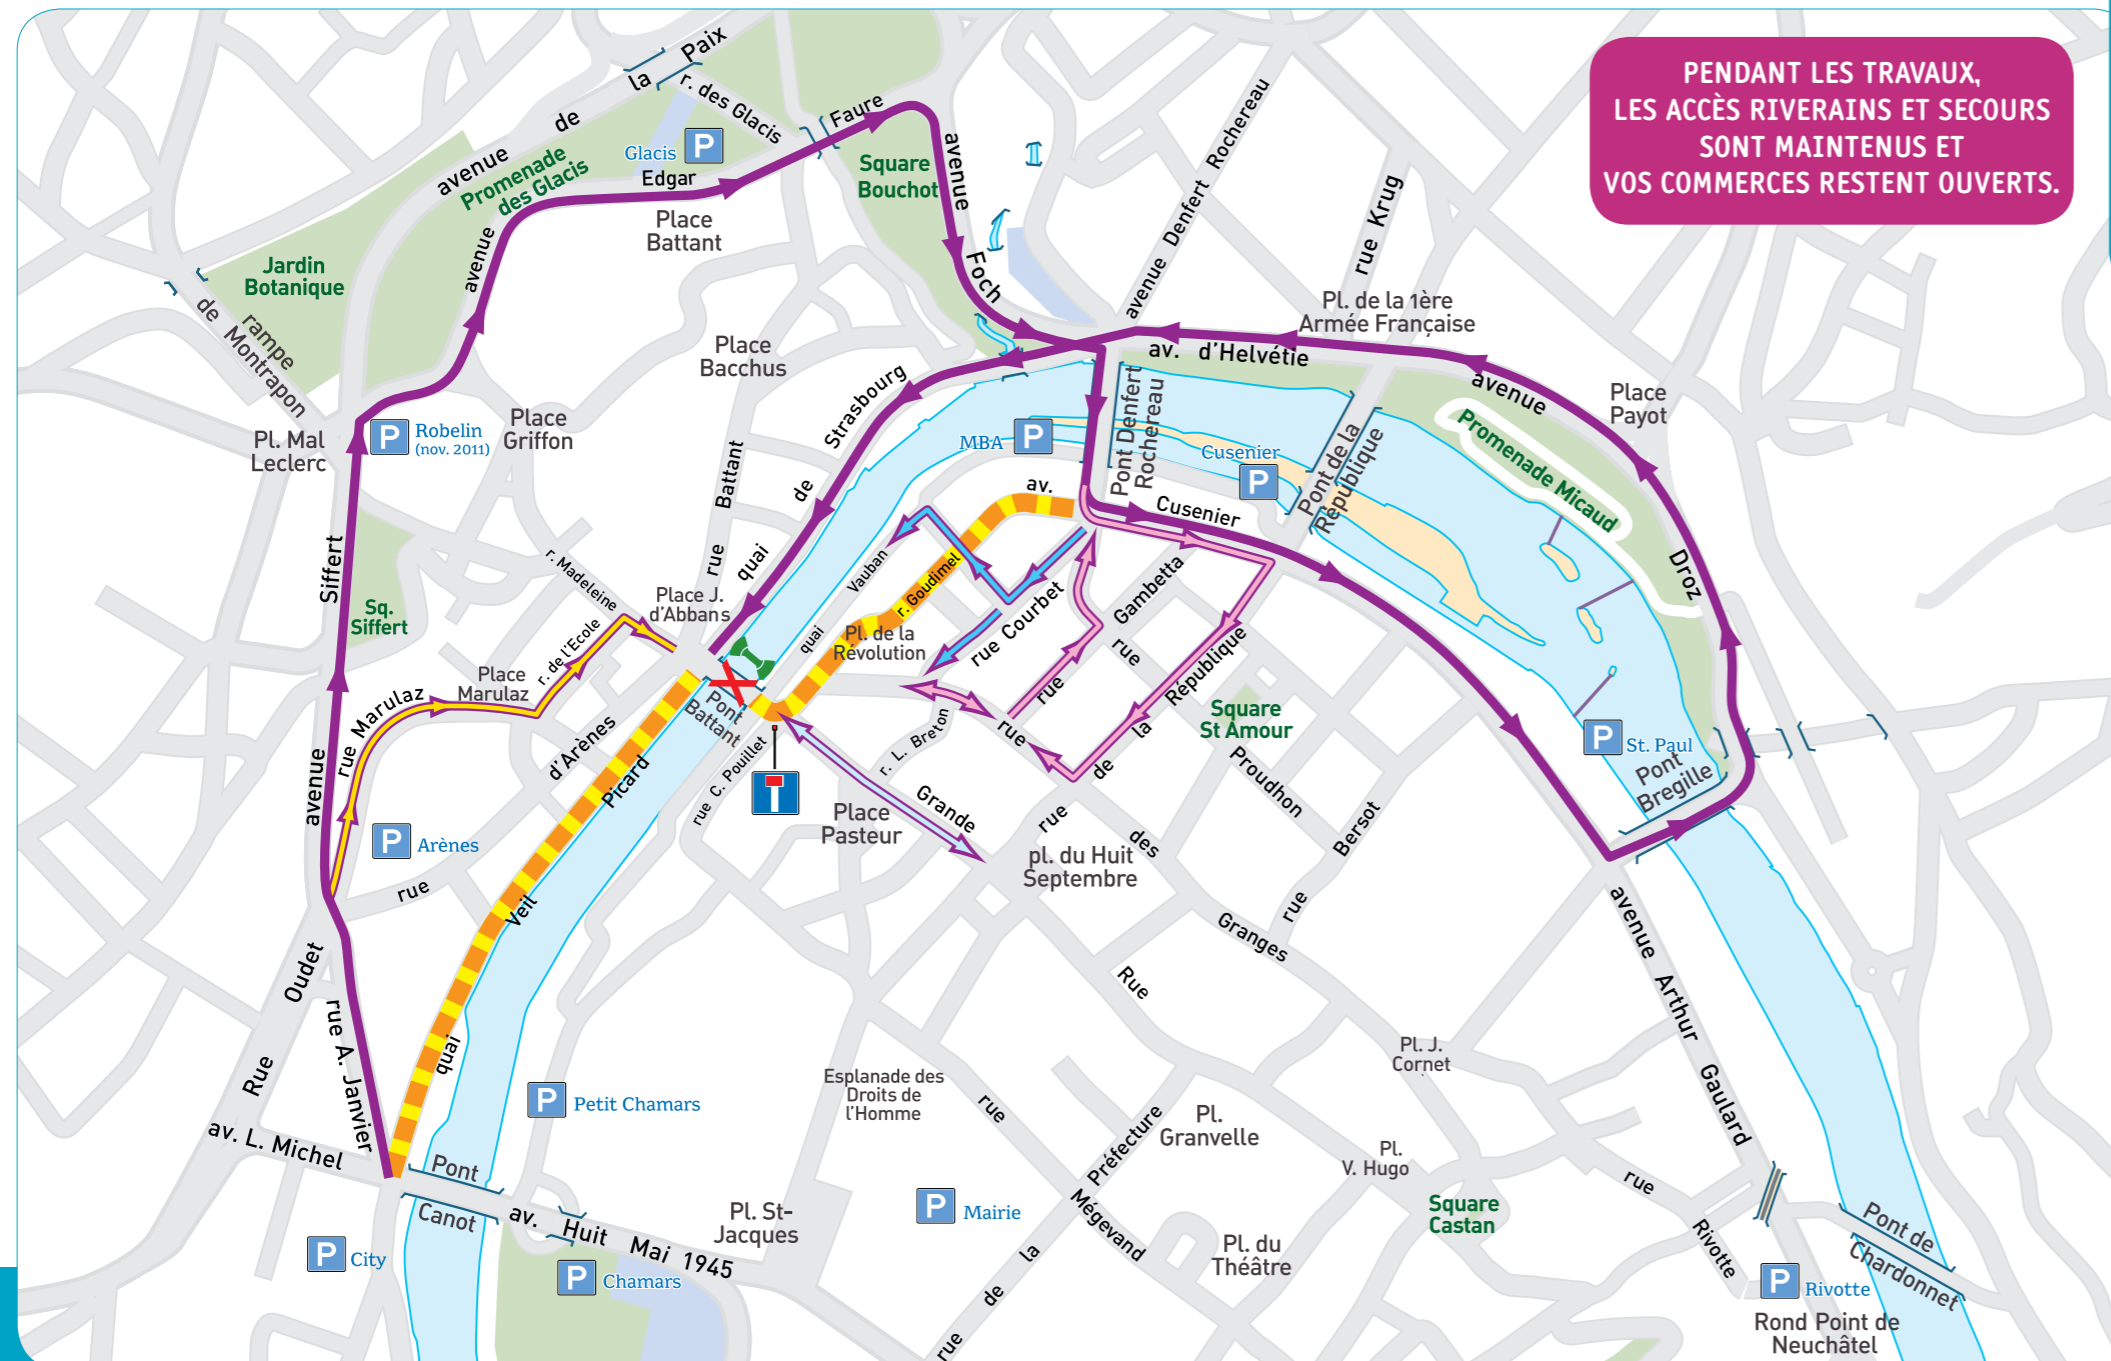 PENDANT LES TRAVAUX,
LES ACCÈS RIVERAINS ET SECOURS
SONT MAINTENUS ET
VOS COMMERCES RESTENT OUVERTS.
avenue de la Paix
r. des Glacis
Glacis
P
Promenade
des Glacis
avenue Edgar Faure
Place
Battant
Square
Bouchot
avenue Foch
avenue Denfert Rochereau
rue Krug
Jardin
Botanique
rampe
de Montrapon
Pl. Mal
Leclerc
P
Robelin
(nov. 2011)
Place
Griffon
Place
Bacchus
Pl. de la 1ère
Armée Française
av. d'Helvétie
avenue Droz
Place
Payot
Promenade Micaud
Pont Denfert
Rochereau
Pont de la
République
MBA
P
Cusenier
P
av. Cusenier
quai de Strasbourg
rue Battant
r. Madeleine
Place J.
d'Abbans
quai Vauban
r. Goudimel
Pl. de la
Révolution
rue Courbet
rue Gambetta
rue de la République
avenue Siffert
Sq.
Siffert
rue Marulaz
Place
Marulaz
r. de l'Ecole
rue d'Arènes
P
Arènes
quai Veil Picard
Pont
Battant
rue C. Pouillet
r. L. Breton
Place
Pasteur
Grande Rue
rue
rue des Granges
pl. du Huit
Septembre
Square
St Amour
rue Proudhon
rue Bersot
P
St. Paul
Pont
Bregille
avenue Arthur Gaulard
Rue Oudet
rue A. Janvier
av. L. Michel
Pont
Canot
av. Huit Mai 1945
P
City
P
Petit Chamars
P
Chamars
Pl. St-
Jacques
Esplanade des
Droits de
l'Homme
P
Mairie
rue Mégevand
rue de la Préfecture
Pl.
Granvelle
Pl. du
Théâtre
Pl. J.
Cornet
Pl.
V. Hugo
Square
Castan
rue Rivotte
P
Rivotte
Rond Point de
Neuchâtel
Pont de
Chardonnet